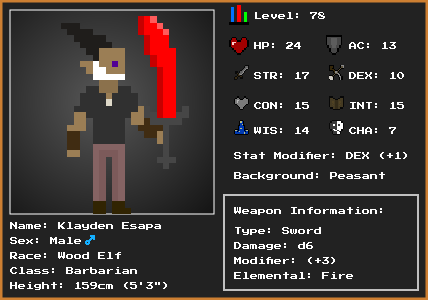 Level: 78
HP: 24 AC: 13
STR: 17 DEX: 10
CON: 15 INT: 15
WIS: 14 CHA: 7
Stat Modifier: DEX (+1)
Background: Peasant
Weapon Information:
Type: Sword
Damage: d6
Modifier: (+3)
Elemental: Fire
Name: Klayden Esapa
Sex: Male ♂
Race: Wood Elf
Class: Barbarian
Height: 159cm (5'3")